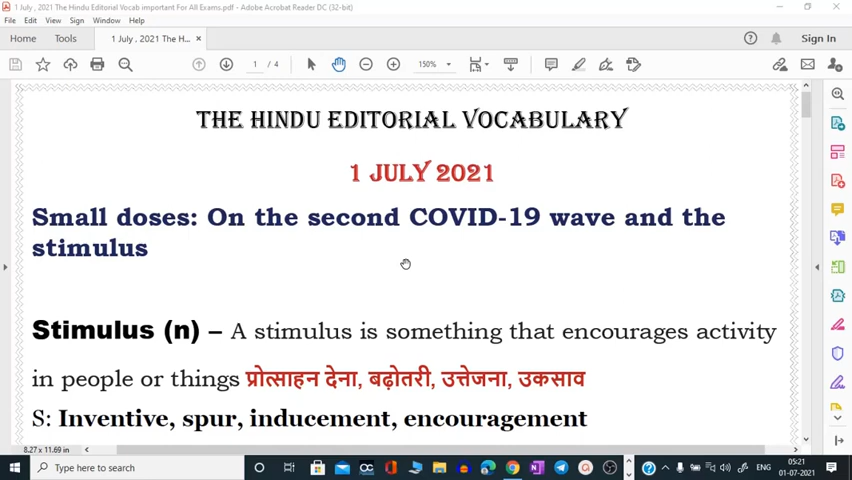 1 July , 2021 The Hindu Editorial Vocab important For All Exams.pdf - Adobe Acrobat Reader DC (32-bit)
File Edit View Sign Window Help
Home Tools 1 July , 2021 The H... × Sign In
1 / 4 150%
THE HINDU EDITORIAL VOCABULARY
1 JULY 2021
Small doses: On the second COVID-19 wave and the
stimulus
Stimulus (n) – A stimulus is something that encourages activity
in people or things प्रोत्साहन देना, बढ़ोतरी, उत्तेजना, उकसाव
S: Inventive, spur, inducement, encouragement
8.27 x 11.69 in
Type here to search
ENG
05:21
01-07-2021